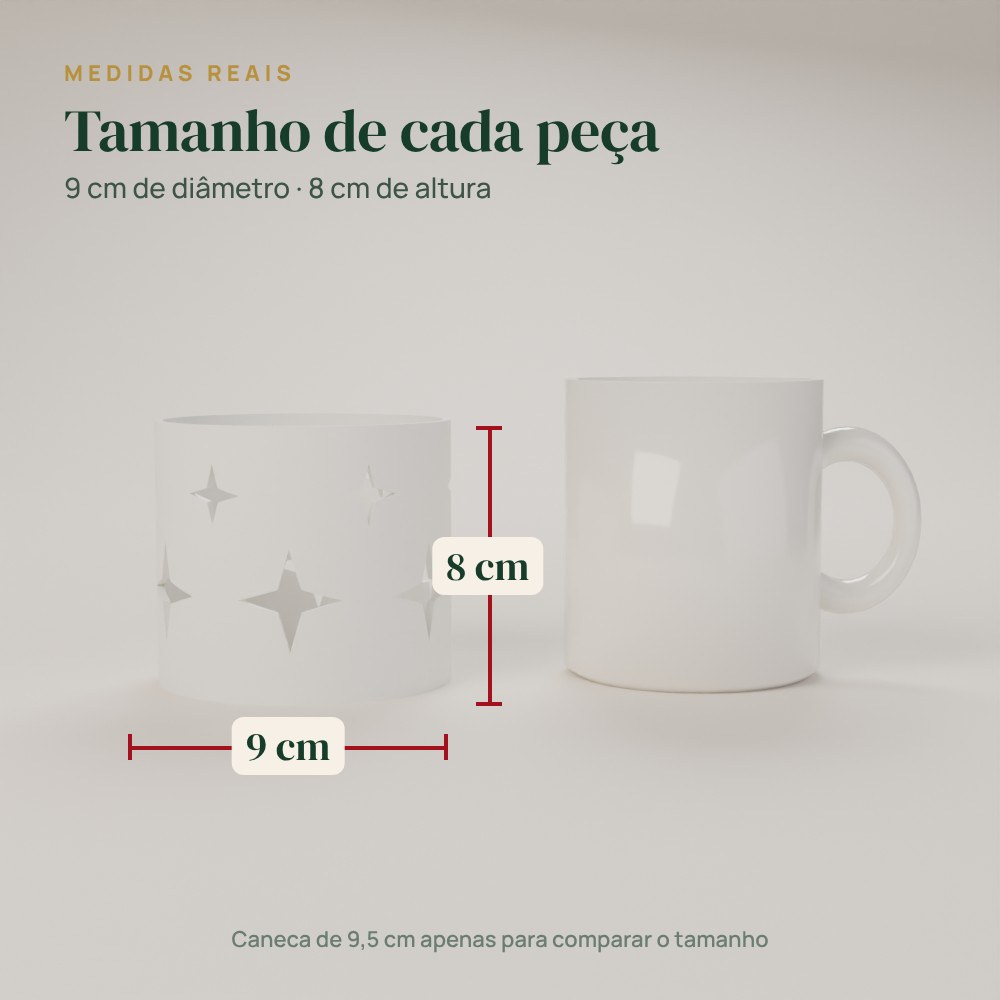 MEDIDAS REAIS
Tamanho de cada peça
9 cm de diâmetro · 8 cm de altura
8 cm
9 cm
Caneca de 9,5 cm apenas para comparar o tamanho